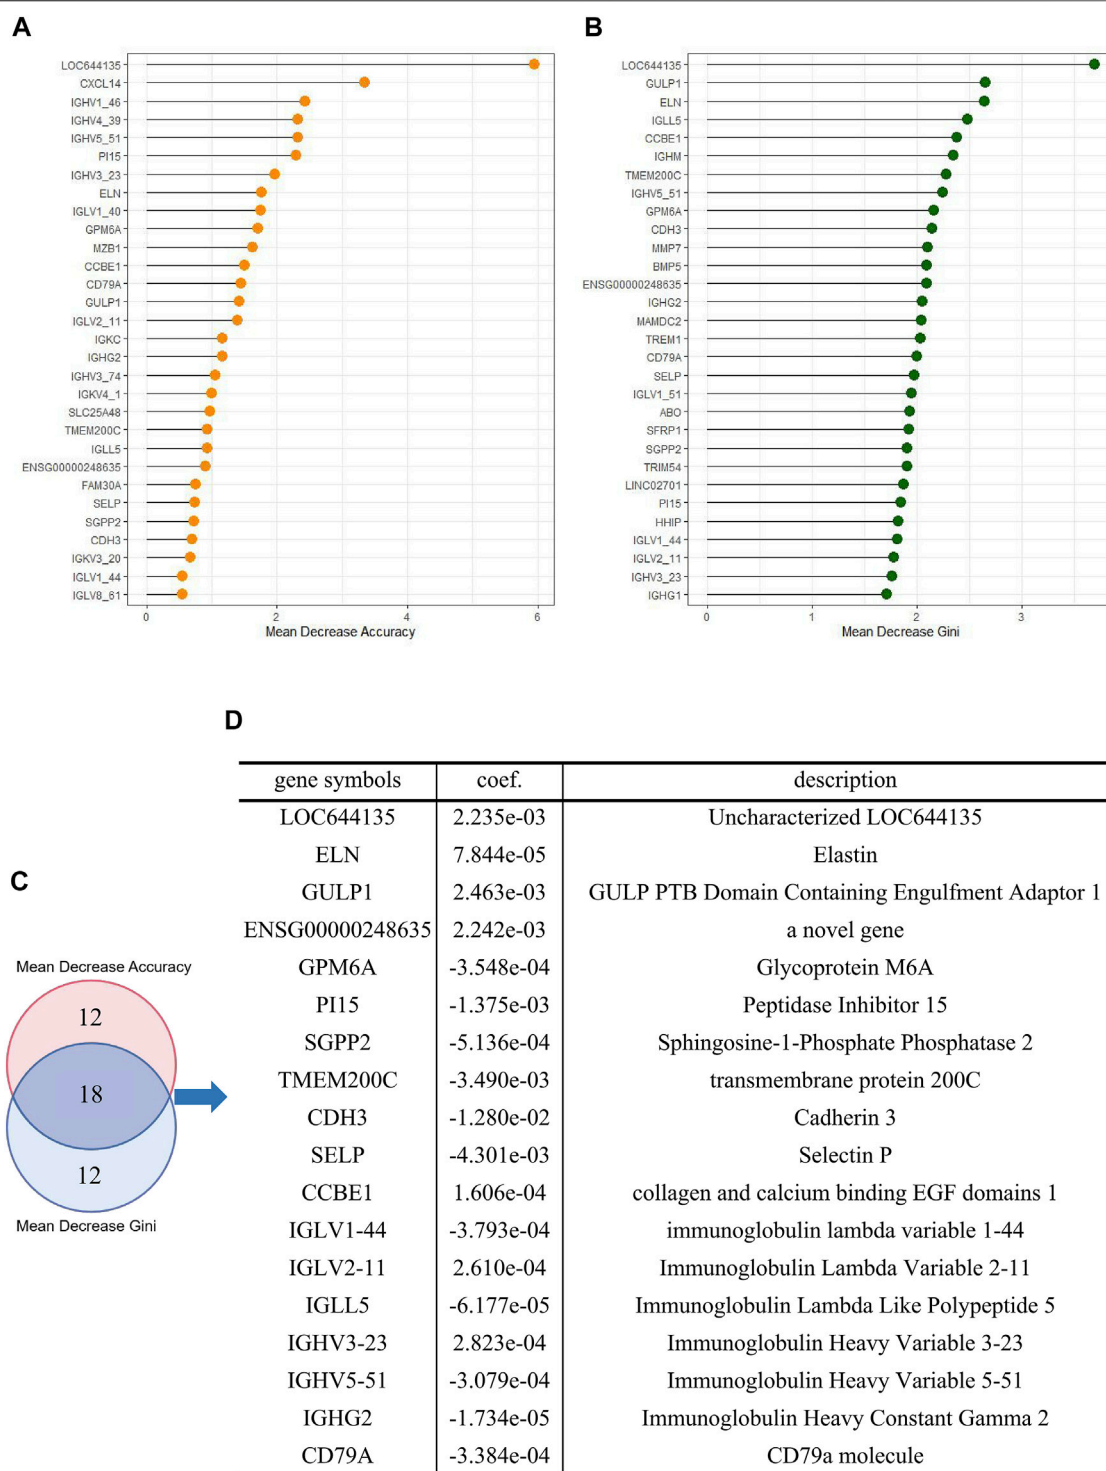 A
LOC644135
CXCL14
IGHV1_46
IGHV4_39
IGHV5_51
PI15
IGHV3_23
ELN
IGLV1_40
GPM6A
MZB1
CCBE1
CD79A
GULP1
IGLV2_11
IGKC
IGHG2
IGHV3_74
IGKV4_1
SLC25A48
TMEM200C
IGLL5
ENSG00000248635
FAM30A
SELP
SGPP2
CDH3
IGKV3_20
IGLV1_44
IGLV8_61
0 2 4 6
Mean Decrease Accuracy
B
LOC644135
GULP1
ELN
IGLL5
CCBE1
IGHM
TMEM200C
IGHV5_51
GPM6A
CDH3
MMP7
BMP5
ENSG00000248635
IGHG2
MAMDC2
TREM1
CD79A
SELP
IGLV1_51
ABO
SFRP1
SGPP2
TRIM54
LINC02701
PI15
HHIP
IGLV1_44
IGLV2_11
IGHV3_23
IGHG1
0 1 2 3
Mean Decrease Gini
C
Mean Decrease Accuracy
12
18
12
Mean Decrease Gini
D
gene symbols coef. description
LOC644135 2.235e-03 Uncharacterized LOC644135
ELN 7.844e-05 Elastin
GULP1 2.463e-03 GULP PTB Domain Containing Engulfment Adaptor 1
ENSG00000248635 2.242e-03 a novel gene
GPM6A -3.548e-04 Glycoprotein M6A
PI15 -1.375e-03 Peptidase Inhibitor 15
SGPP2 -5.136e-04 Sphingosine-1-Phosphate Phosphatase 2
TMEM200C -3.490e-03 transmembrane protein 200C
CDH3 -1.280e-02 Cadherin 3
SELP -4.301e-03 Selectin P
CCBE1 1.606e-04 collagen and calcium binding EGF domains 1
IGLV1-44 -3.793e-04 immunoglobulin lambda variable 1-44
IGLV2-11 2.610e-04 Immunoglobulin Lambda Variable 2-11
IGLL5 -6.177e-05 Immunoglobulin Lambda Like Polypeptide 5
IGHV3-23 2.823e-04 Immunoglobulin Heavy Variable 3-23
IGHV5-51 -3.079e-04 Immunoglobulin Heavy Variable 5-51
IGHG2 -1.734e-05 Immunoglobulin Heavy Constant Gamma 2
CD79A -3.384e-04 CD79a molecule